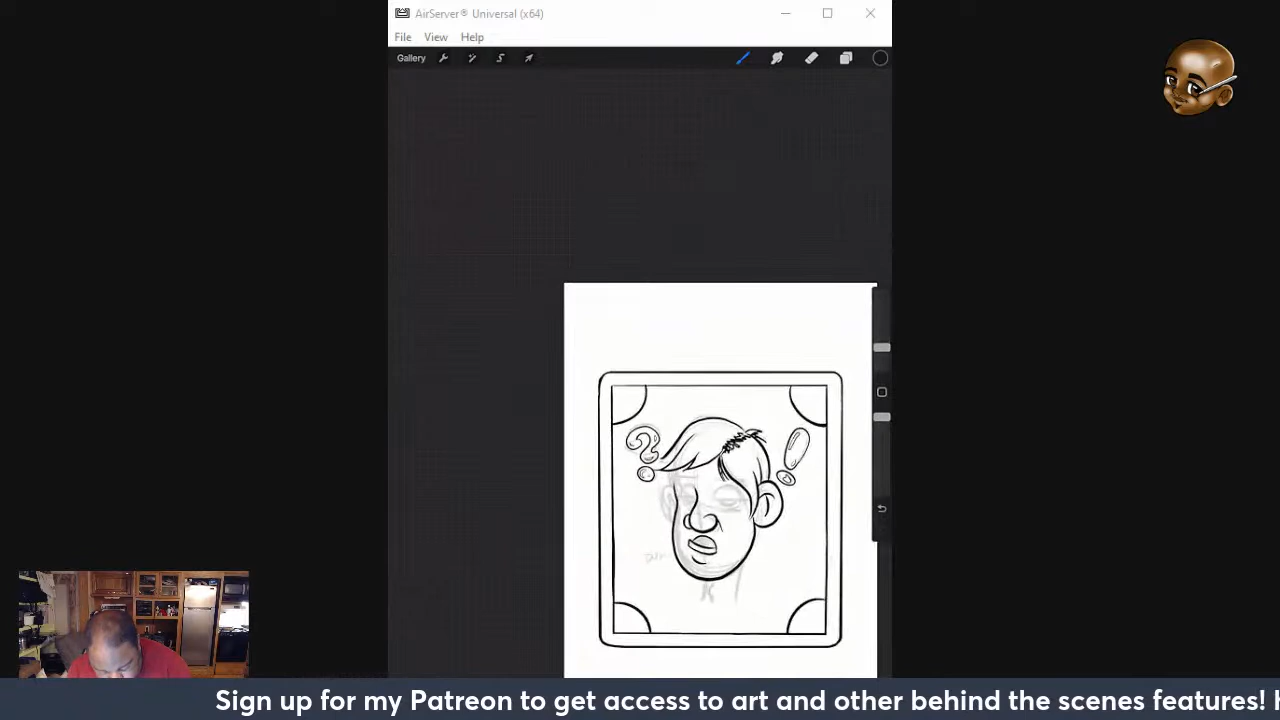 AirServer® Universal (x64)
File View Help
Gallery
Sign up for my Patreon to get access to art and other behind the scenes features!